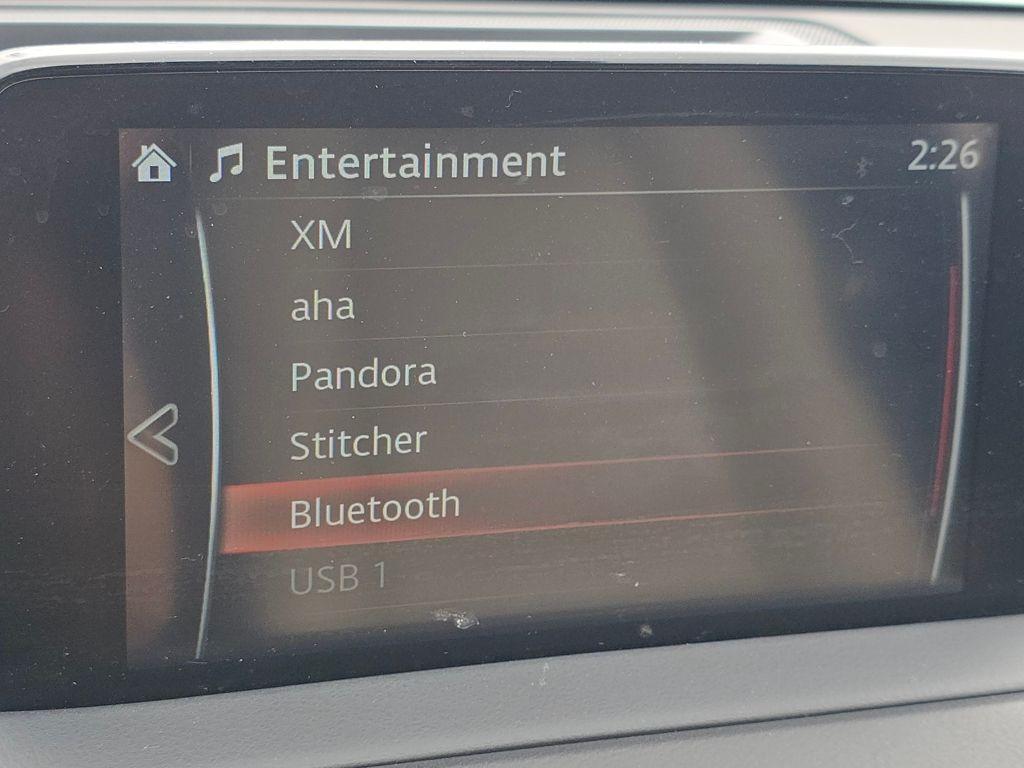 Entertainment 2:26
XM
aha
Pandora
Stitcher
Bluetooth
USB 1